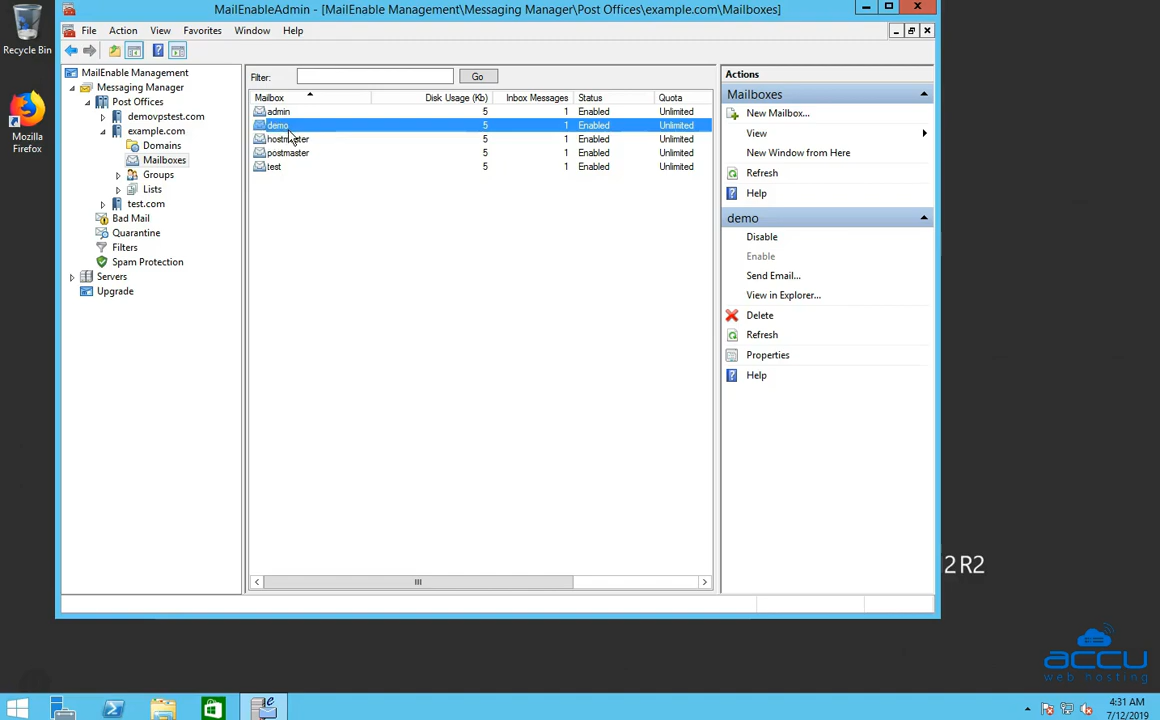 MailEnableAdmin - [MailEnable Management\Messaging Manager\Post Offices\example.com\Mailboxes]
File Action View Favorites Window Help
Recycle Bin
Mozilla
Firefox
MailEnable Management
Messaging Manager
Post Offices
demovpstest.com
example.com
Domains
Mailboxes
Groups
Lists
test.com
Bad Mail
Quarantine
Filters
Spam Protection
Servers
Upgrade
Filter: Go
Mailbox Disk Usage (Kb) Inbox Messages Status Quota
admin 5 1 Enabled Unlimited
demo 5 1 Enabled Unlimited
hostmaster 5 1 Enabled Unlimited
postmaster 5 1 Enabled Unlimited
test 5 1 Enabled Unlimited
Actions
Mailboxes
New Mailbox...
View
New Window from Here
Refresh
Help
demo
Disable
Enable
Send Email...
View in Explorer...
Delete
Refresh
Properties
Help
2 R2
accu
web hosting
4:31 AM
7/12/2019